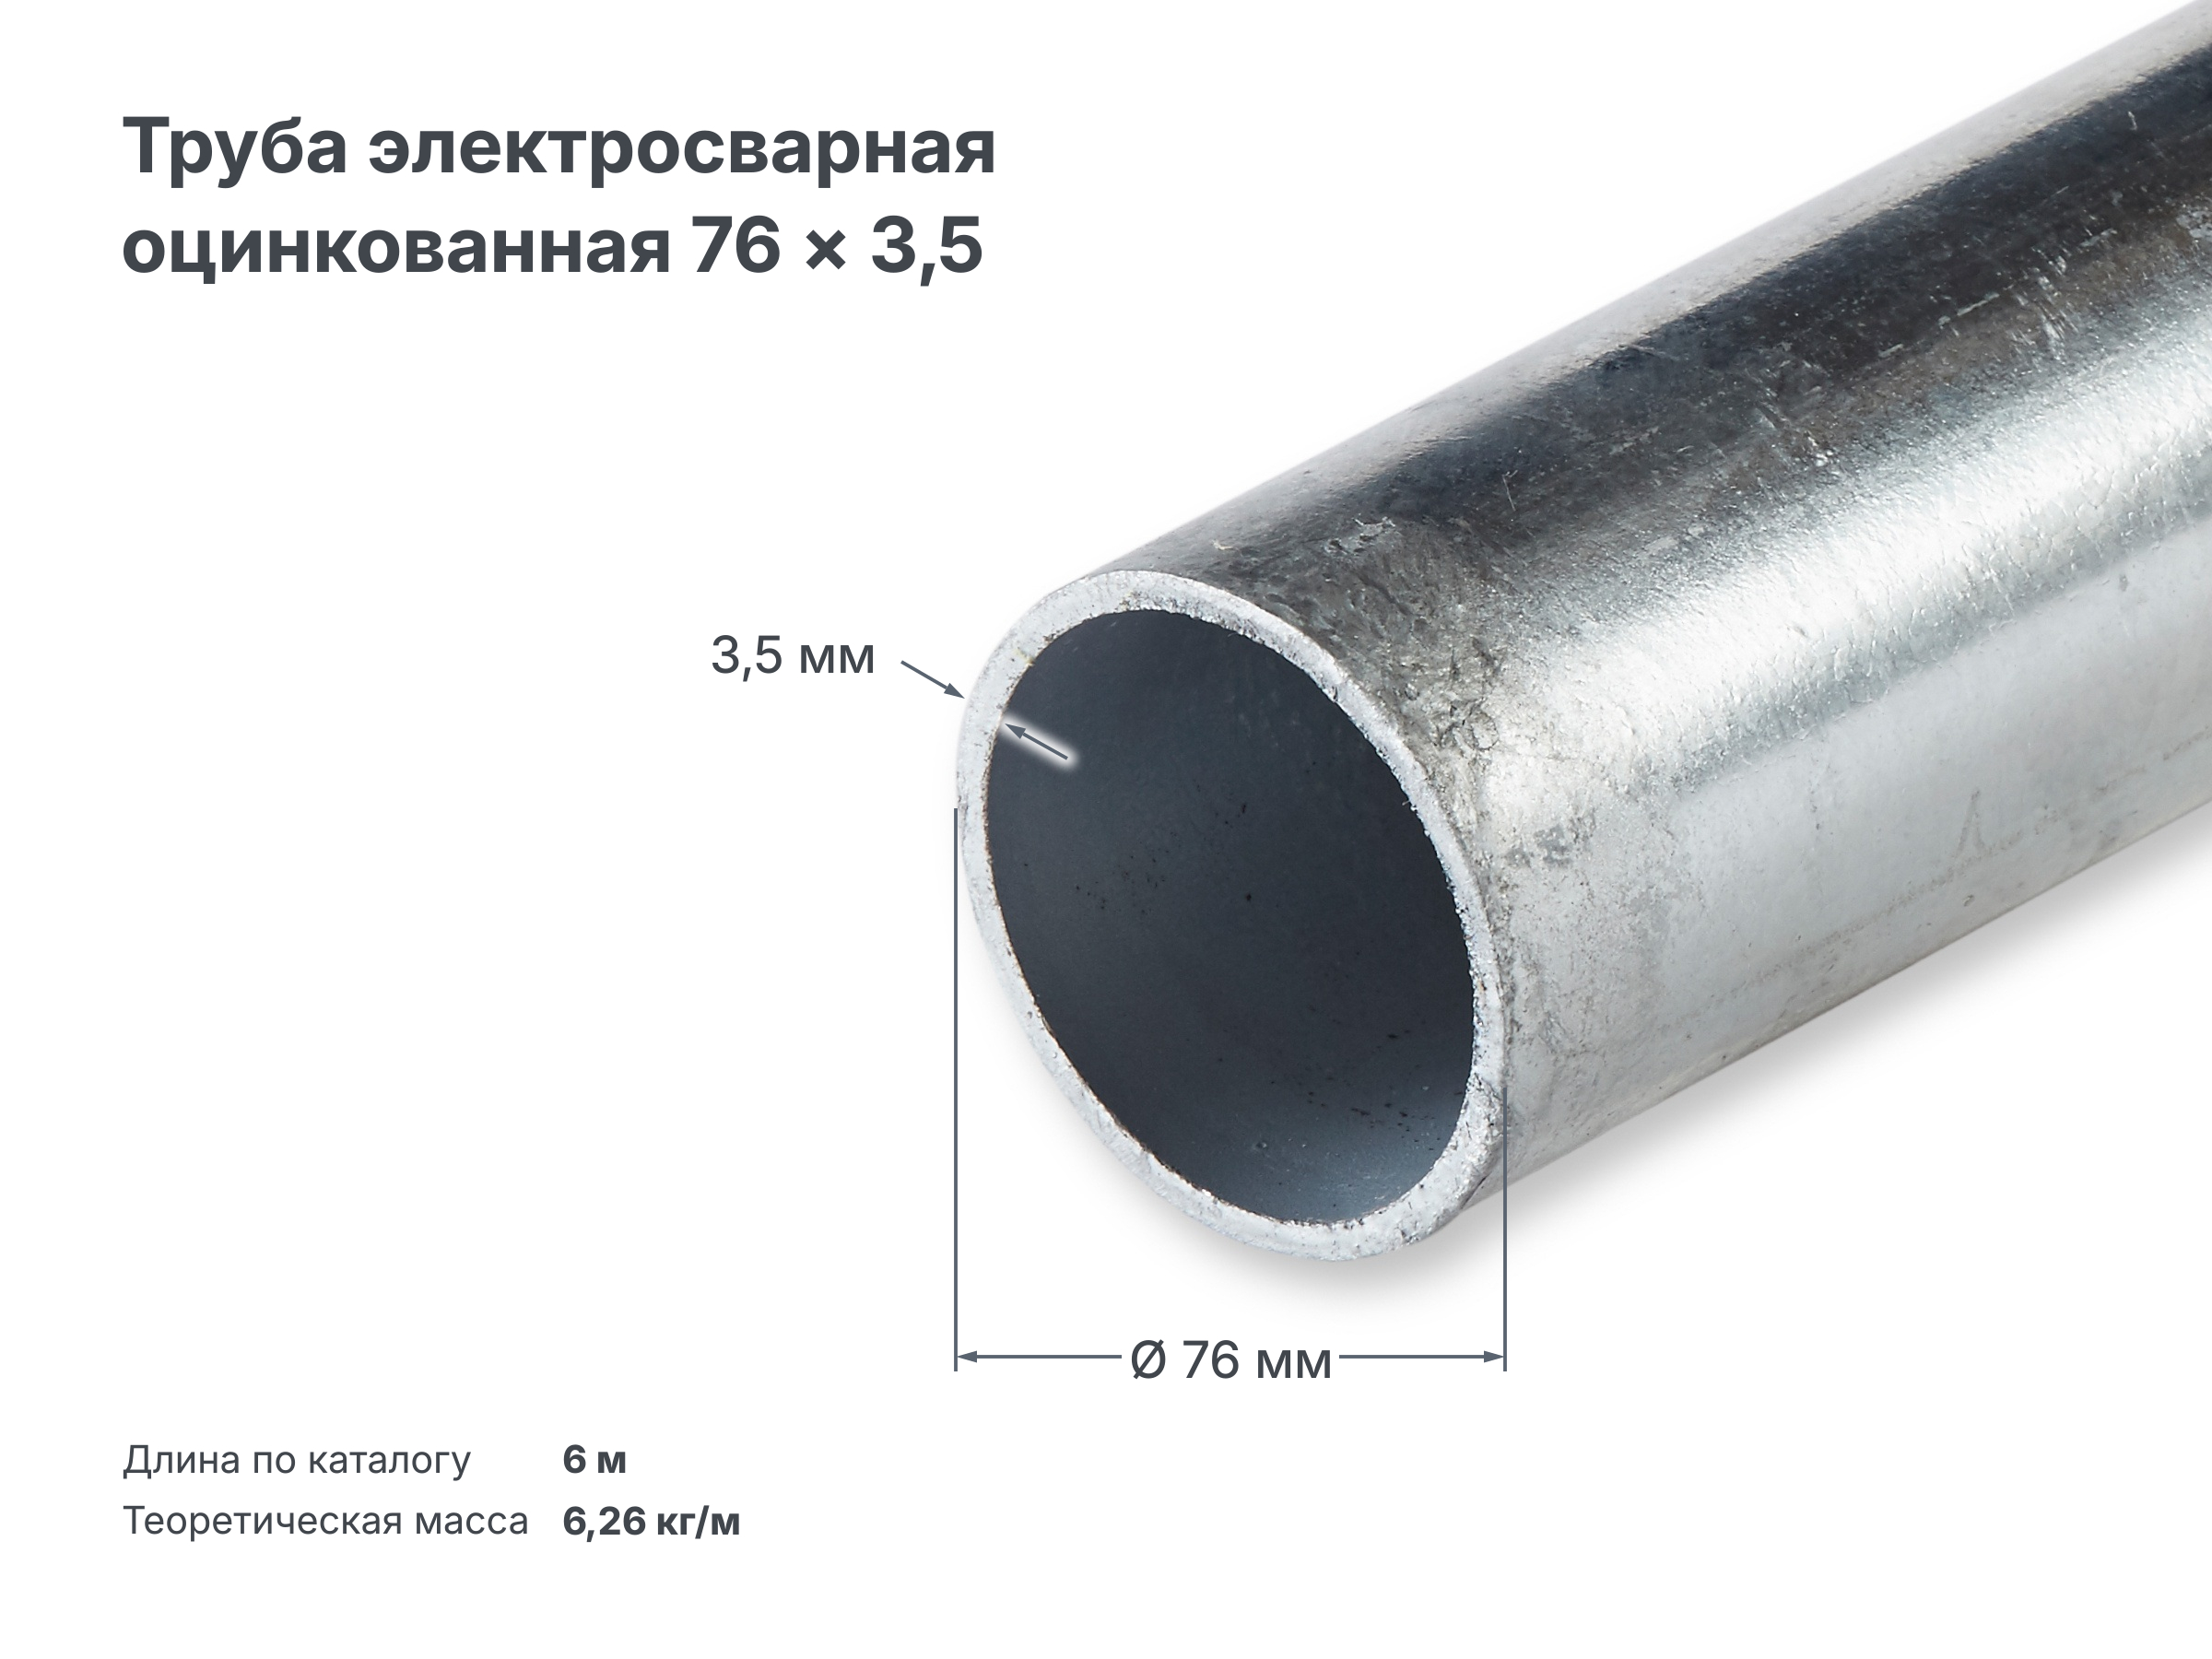 Труба электросварная
оцинкованная 76 × 3,5
3,5 мм
Ø 76 мм
Длина по каталогу 6 м
Теоретическая масса 6,26 кг/м